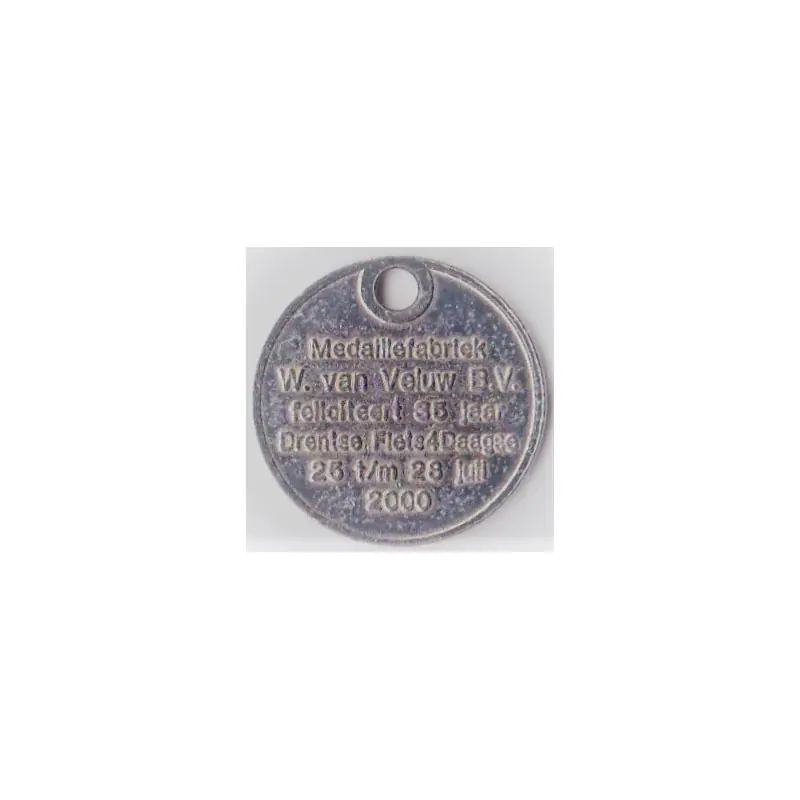 Medaillefabriek
W. van Veluw B.V.
feliciteert 35 jaar
Drentse Fiets4Daagse
25 t/m 28 juli
2000